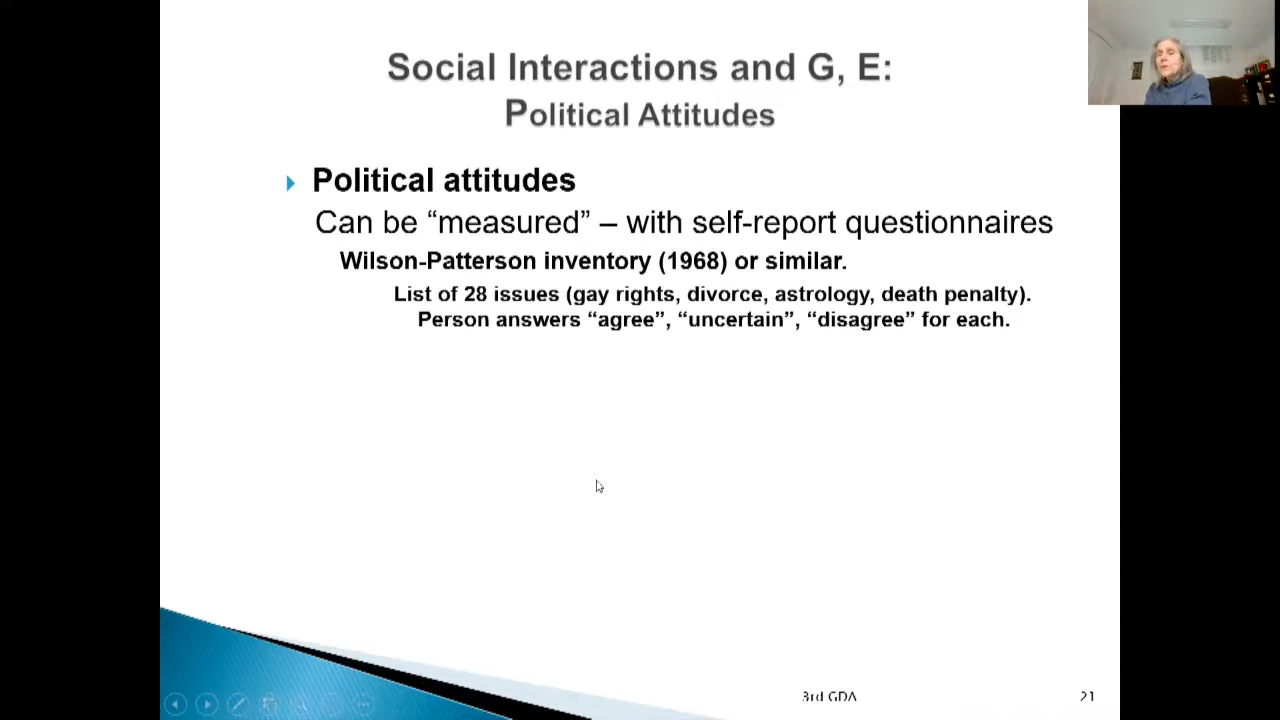 Social Interactions and G, E:
Political Attitudes
Political attitudes
Can be “measured” – with self-report questionnaires
Wilson-Patterson inventory (1968) or similar.
List of 28 issues (gay rights, divorce, astrology, death penalty).
Person answers “agree”, “uncertain”, “disagree” for each.
3rd GDA
21